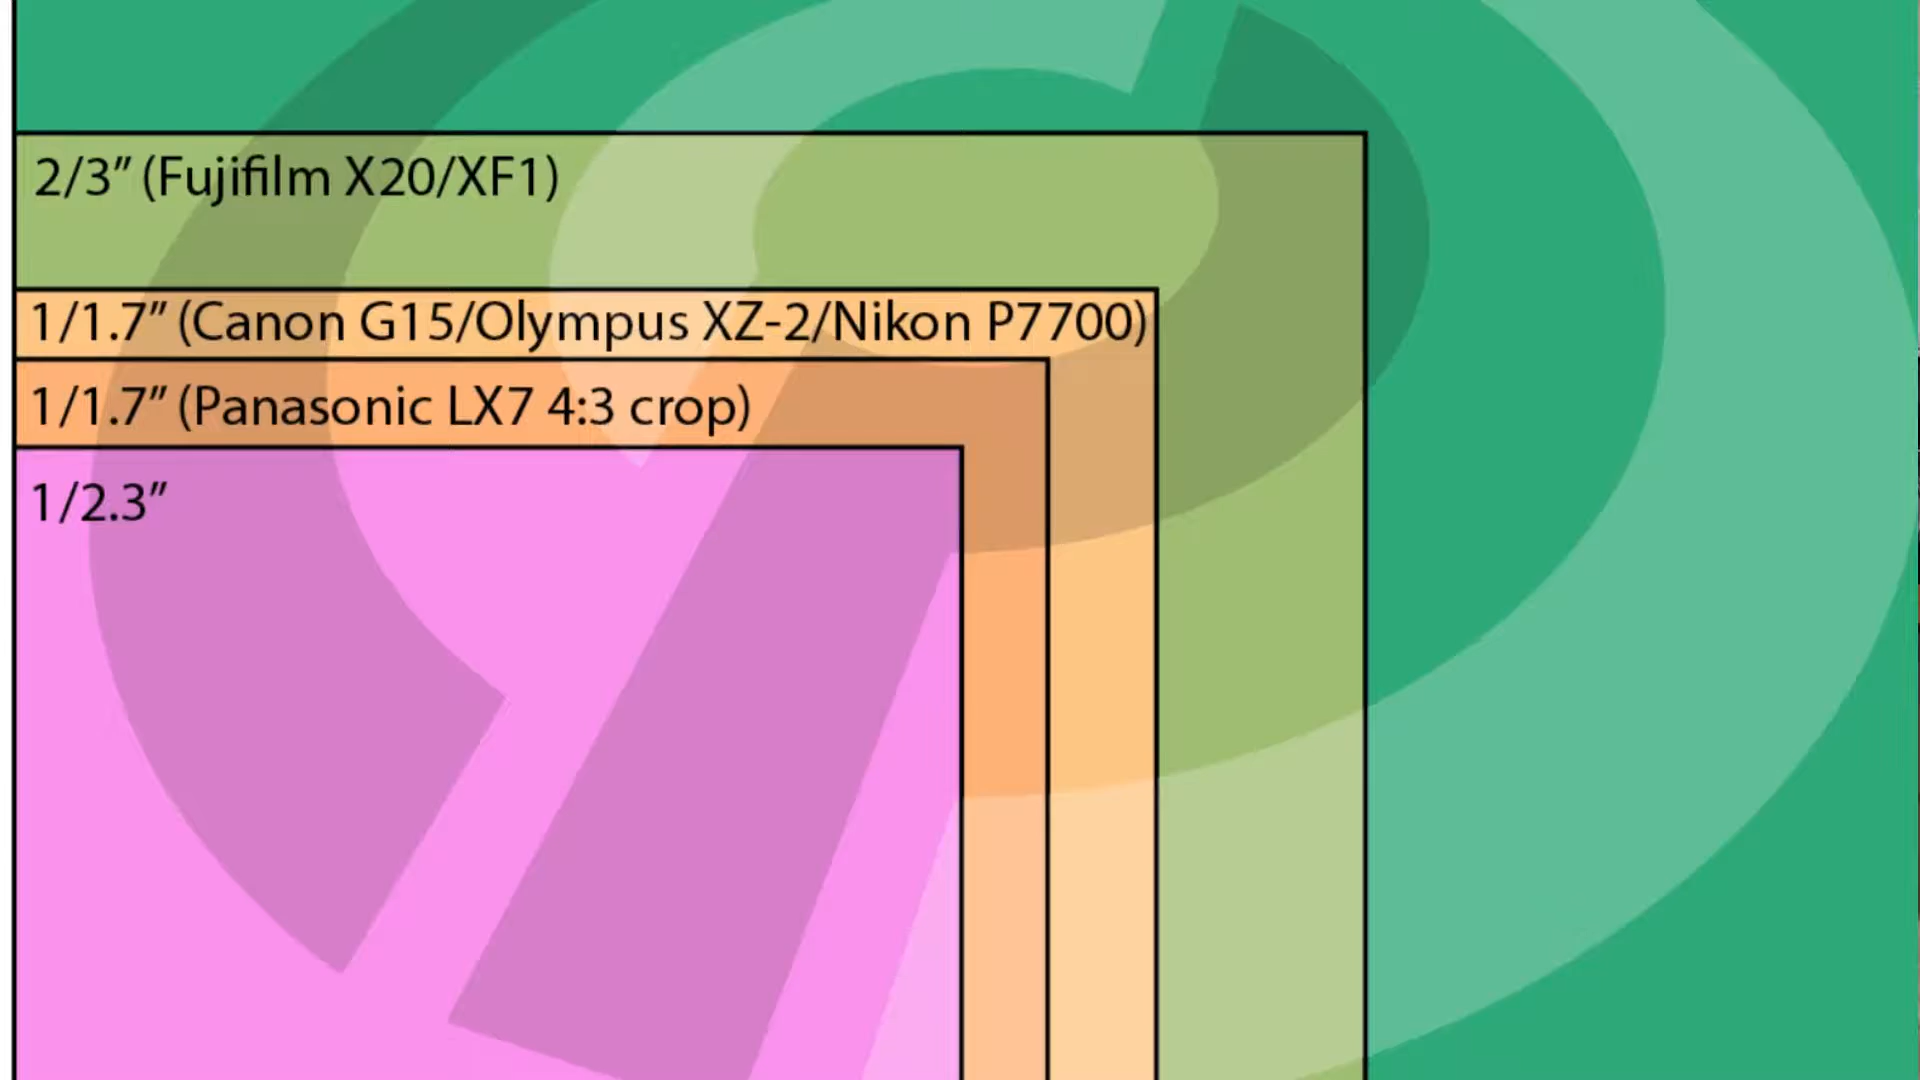 2/3” (Fujifilm X20/XF1)
1/1.7” (Canon G15/Olympus XZ-2/Nikon P7700)
1/1.7” (Panasonic LX7 4:3 crop)
1/2.3”